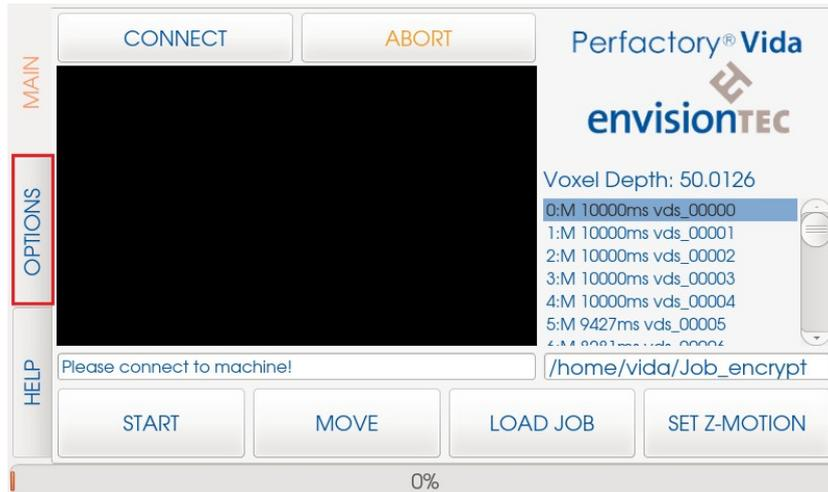 MAIN
OPTIONS
HELP
CONNECT
ABORT
Perfactory® Vida
envisionTEC
Voxel Depth: 50.0126
0:M 10000ms vds_00000
1:M 10000ms vds_00001
2:M 10000ms vds_00002
3:M 10000ms vds_00003
4:M 10000ms vds_00004
5:M 9427ms vds_00005
Please connect to machine!
/home/vida/Job_encrypt
START
MOVE
LOAD JOB
SET Z-MOTION
0%